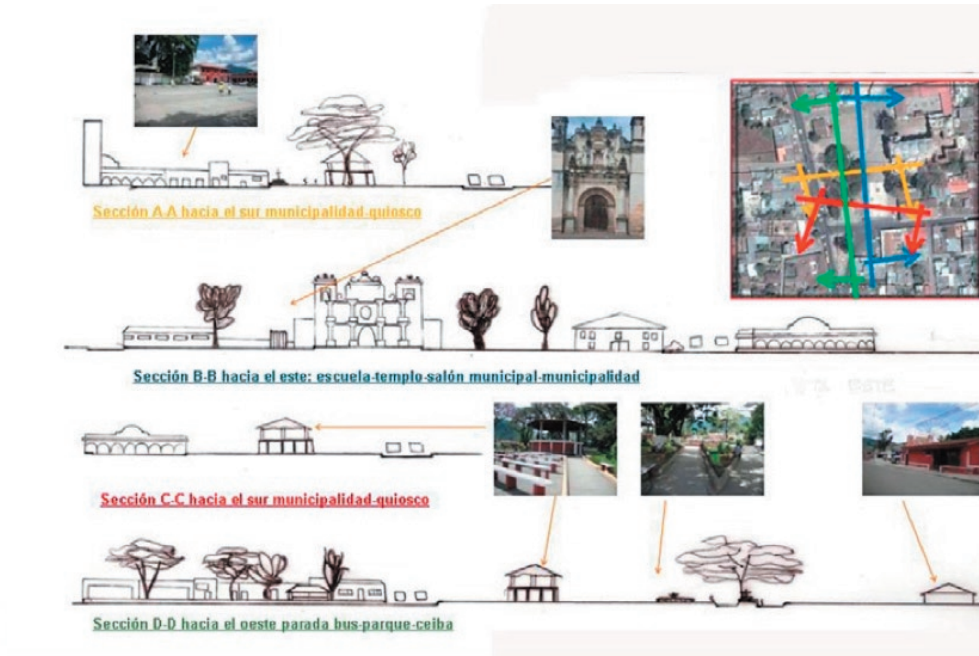 Sección A-A hacia el sur municipalidad-quiosco
Sección B-B hacia el este: escuela-templo-salón municipal-municipalidad
Sección C-C hacia el sur municipalidad-quiosco
Sección D-D hacia el oeste parada bus-parque-ceiba